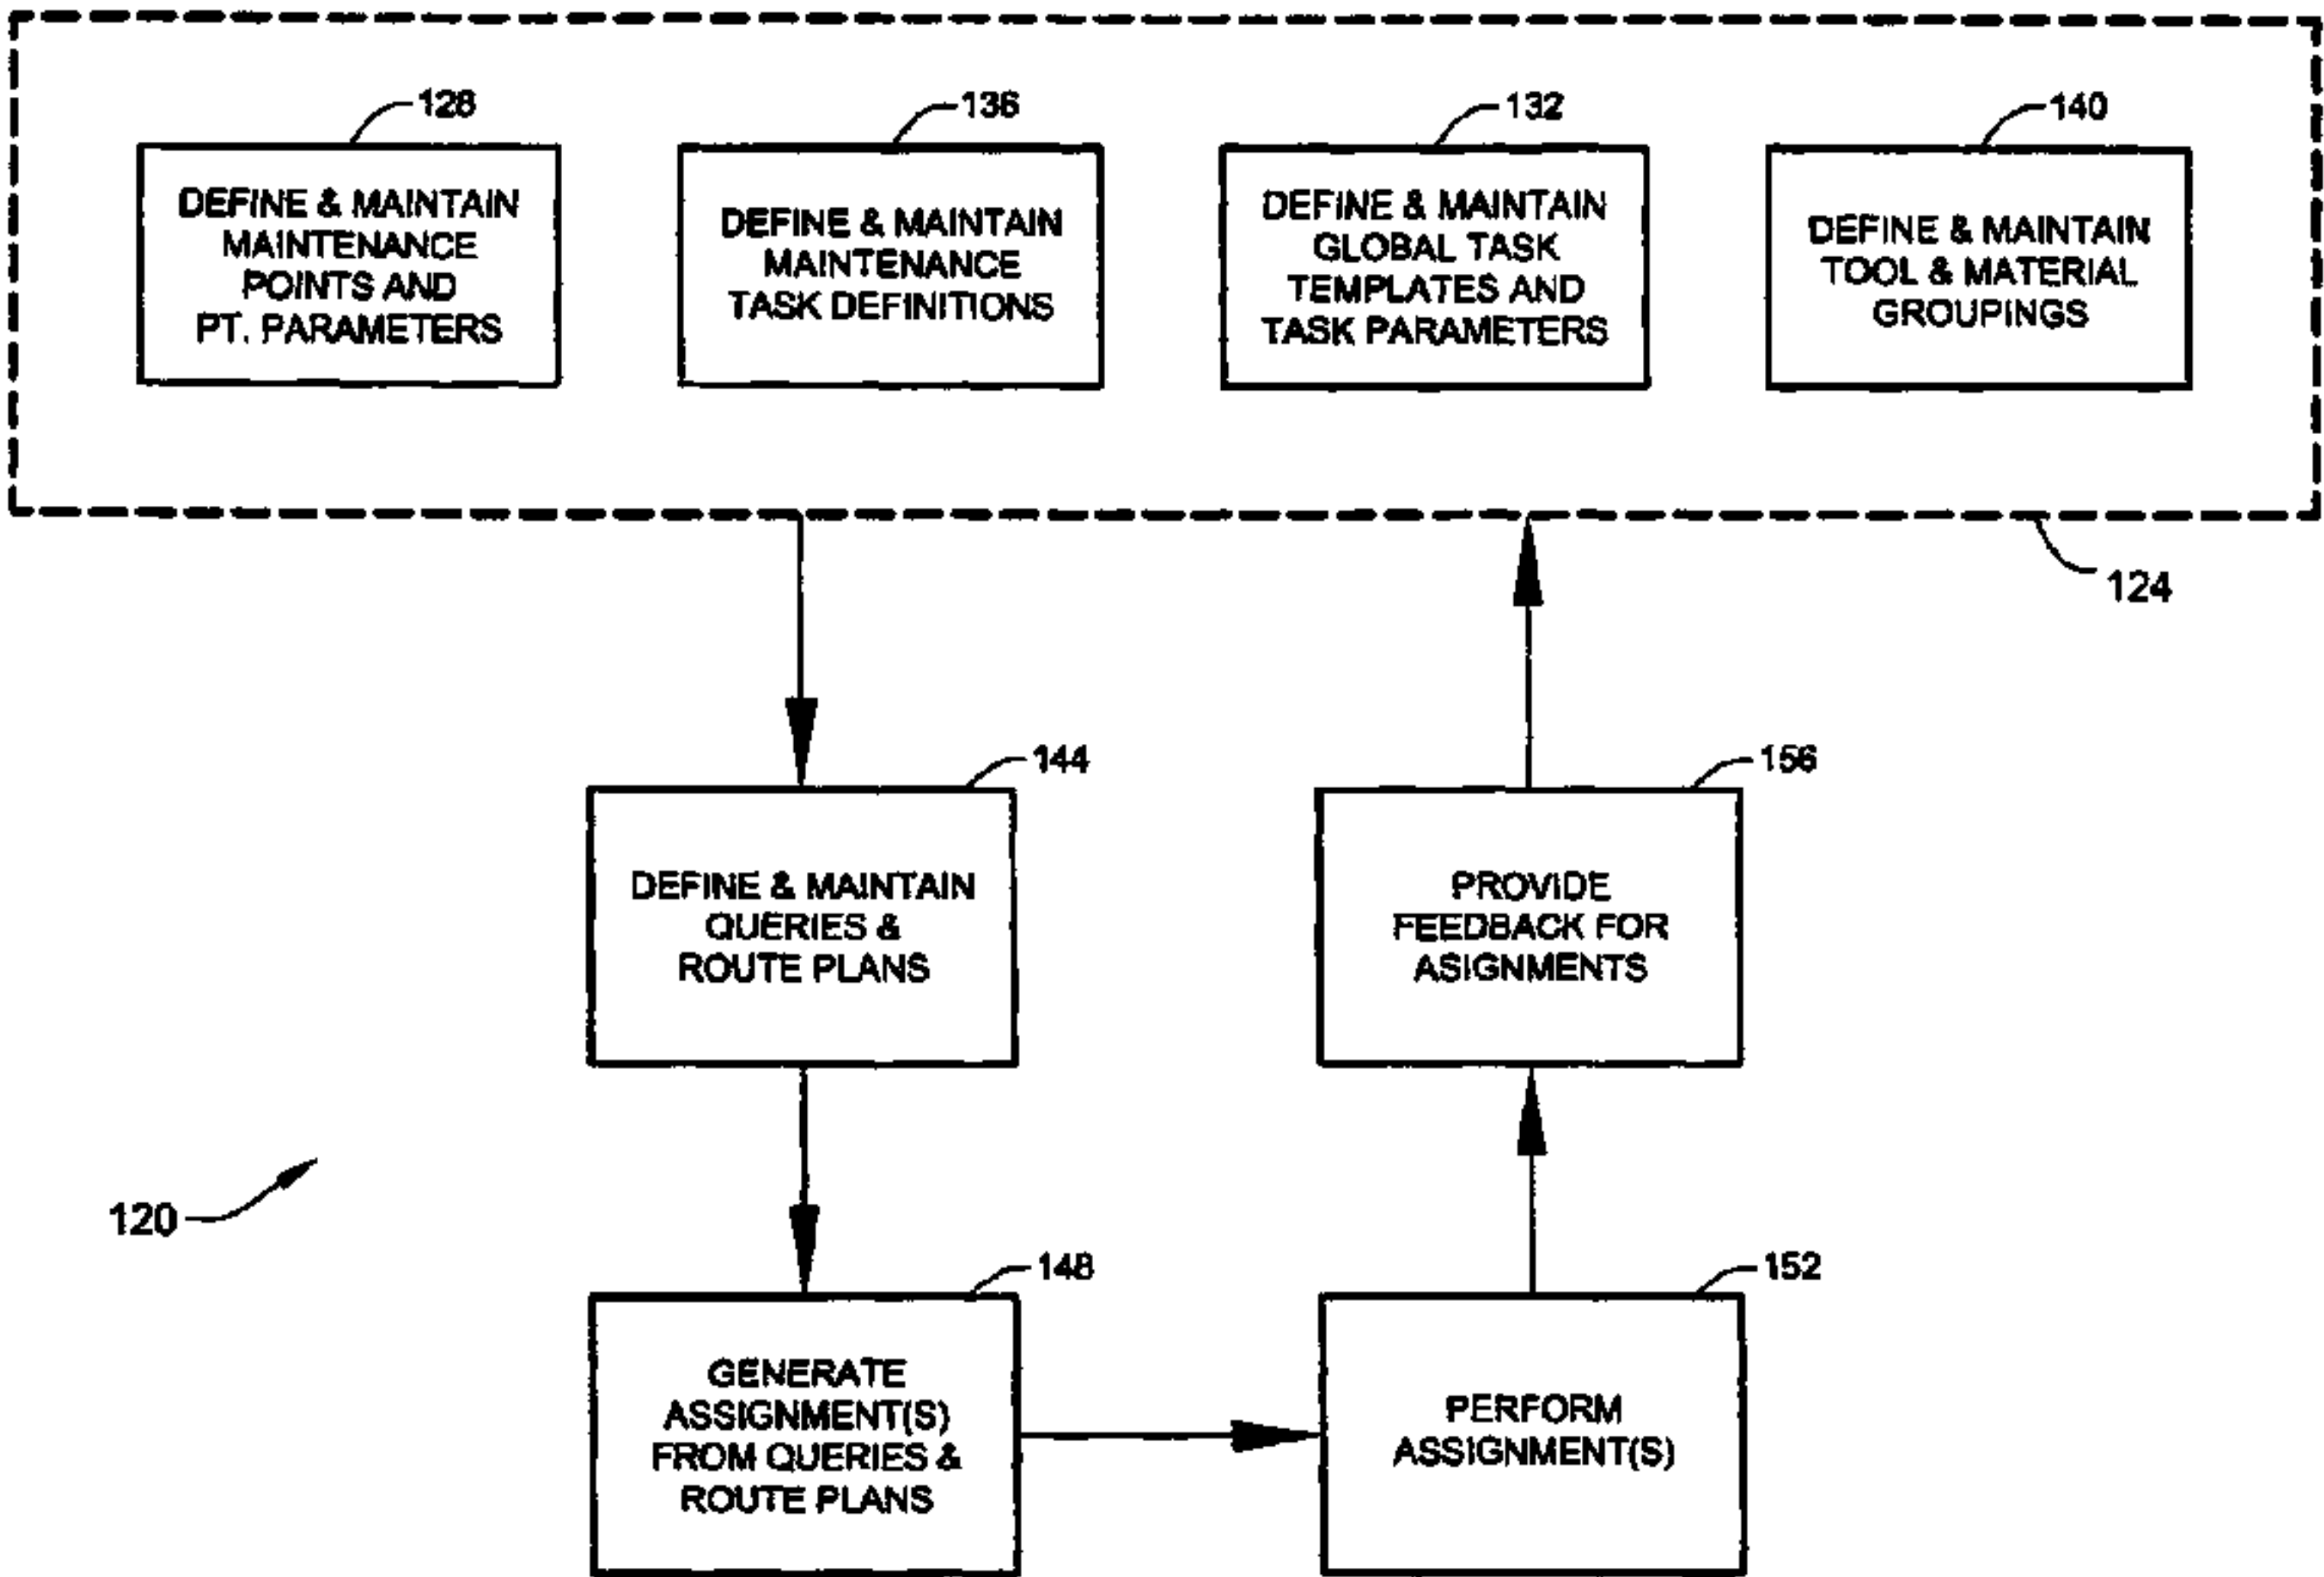 128
136
132
140
DEFINE & MAINTAIN
MAINTENANCE
POINTS AND
PT. PARAMETERS
DEFINE & MAINTAIN
MAINTENANCE
TASK DEFINITIONS
DEFINE & MAINTAIN
GLOBAL TASK
TEMPLATES AND
TASK PARAMETERS
DEFINE & MAINTAIN
TOOL & MATERIAL
GROUPINGS
124
144
156
DEFINE & MAINTAIN
QUERIES &
ROUTE PLANS
PROVIDE
FEEDBACK FOR
ASIGNMENTS
120
148
152
GENERATE
ASSIGNMENT(S)
FROM QUERIES &
ROUTE PLANS
PERFORM
ASSIGNMENT(S)